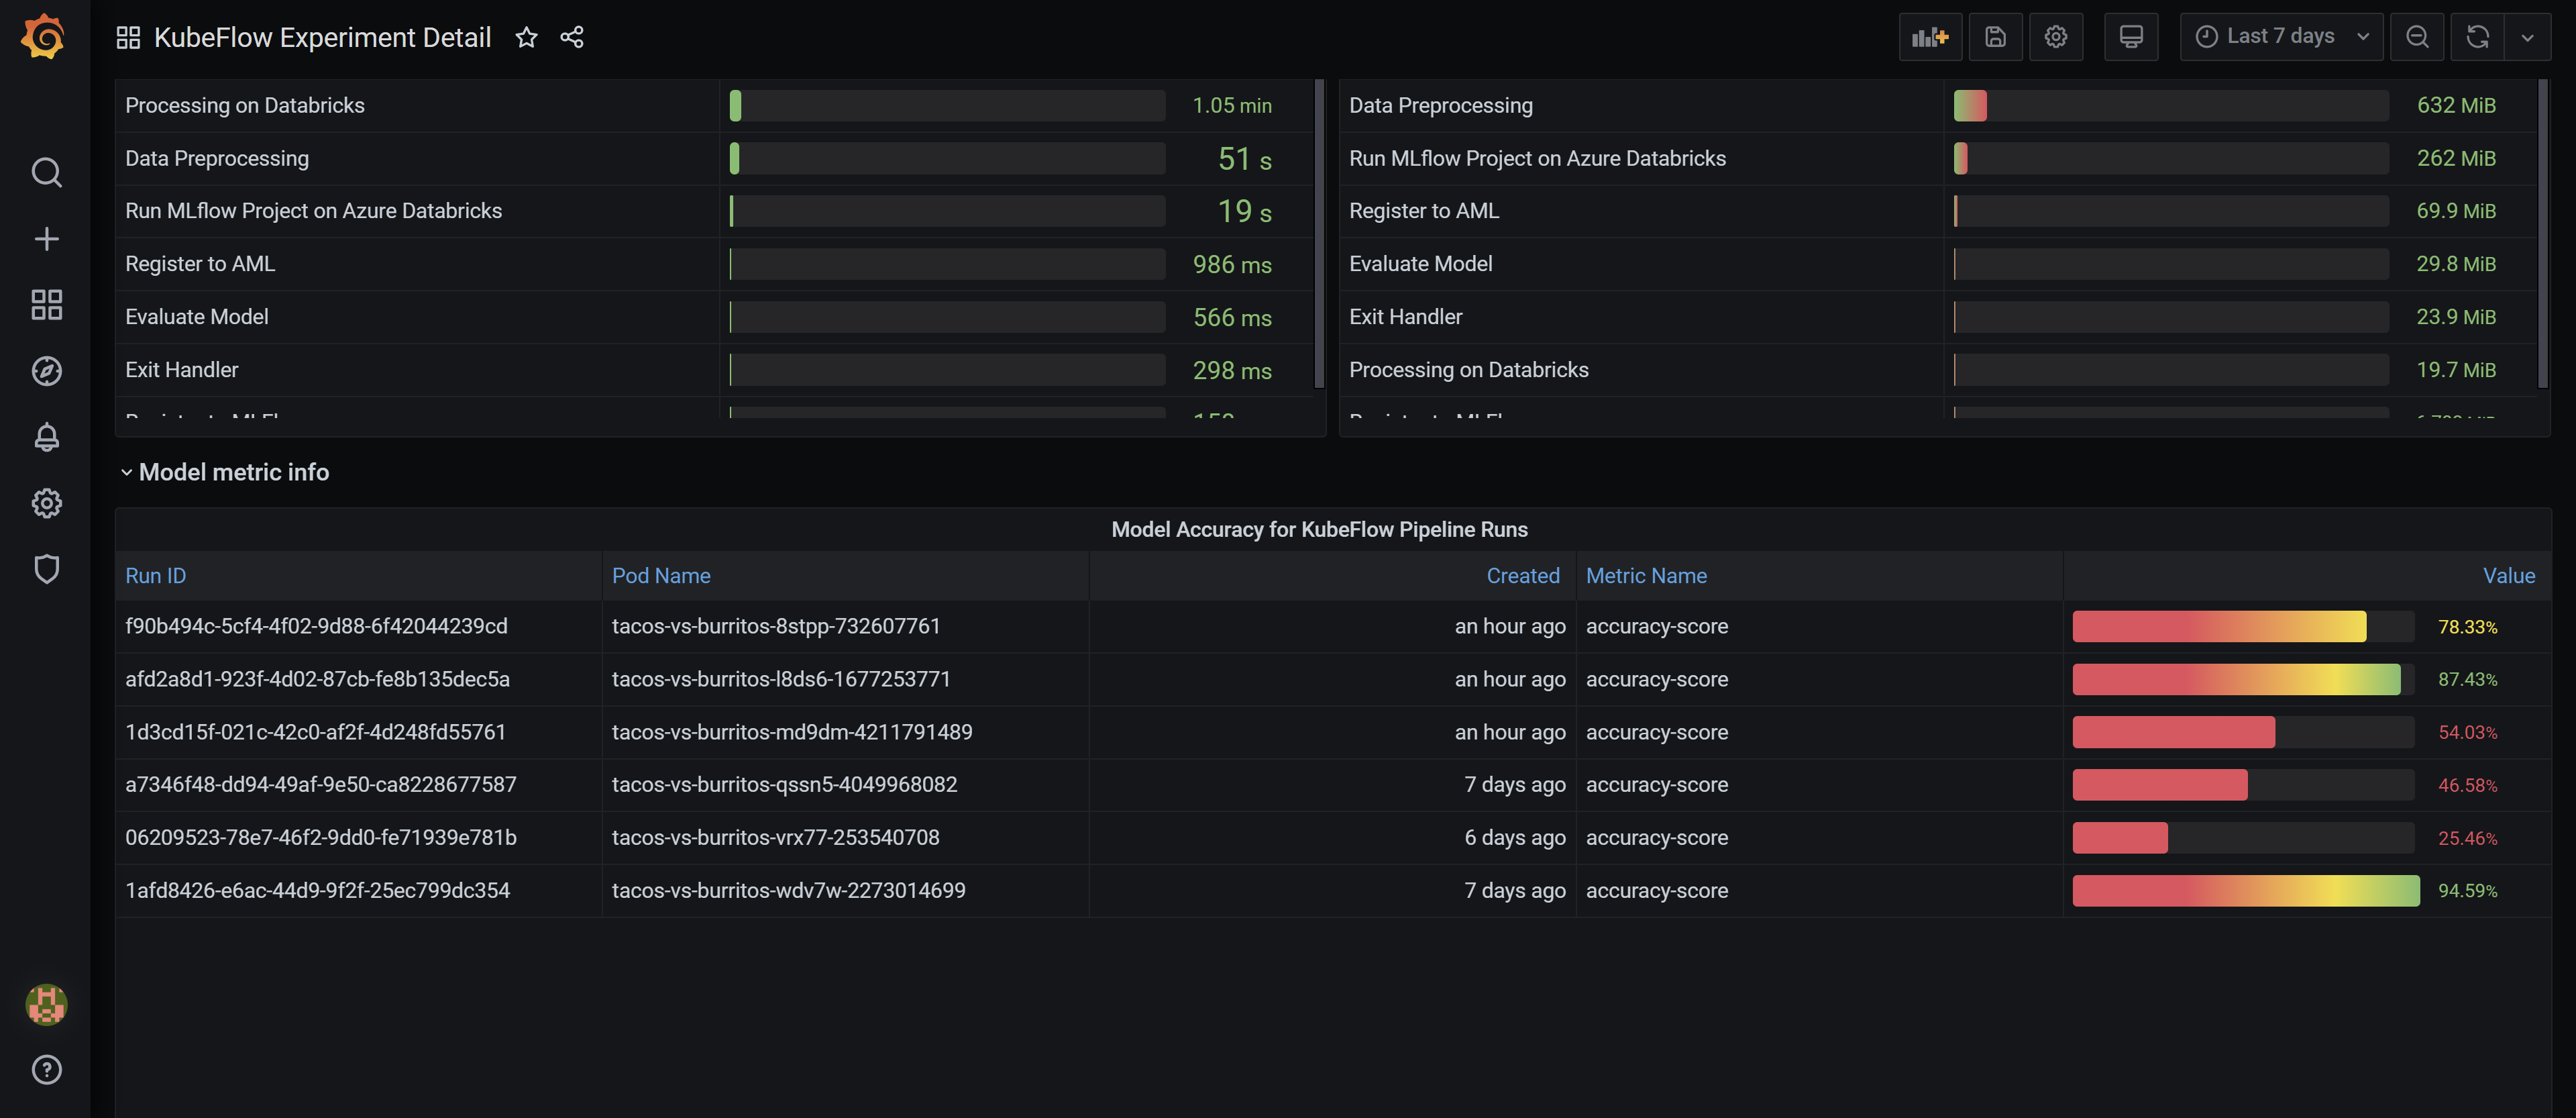 KubeFlow Experiment Detail
Last 7 days
Processing on Databricks 1.05 min
Data Preprocessing 51 s
Run MLflow Project on Azure Databricks 19 s
Register to AML 986 ms
Evaluate Model 566 ms
Exit Handler 298 ms
Data Preprocessing 632 MiB
Run MLflow Project on Azure Databricks 262 MiB
Register to AML 69.9 MiB
Evaluate Model 29.8 MiB
Exit Handler 23.9 MiB
Processing on Databricks 19.7 MiB
Model metric info
Model Accuracy for KubeFlow Pipeline Runs
Run ID Pod Name Created Metric Name Value
f90b494c-5cf4-4f02-9d88-6f42044239cd tacos-vs-burritos-8stpp-732607761 an hour ago accuracy-score 78.33%
afd2a8d1-923f-4d02-87cb-fe8b135dec5a tacos-vs-burritos-l8ds6-1677253771 an hour ago accuracy-score 87.43%
1d3cd15f-021c-42c0-af2f-4d248fd55761 tacos-vs-burritos-md9dm-4211791489 an hour ago accuracy-score 54.03%
a7346f48-dd94-49af-9e50-ca8228677587 tacos-vs-burritos-qssn5-4049968082 7 days ago accuracy-score 46.58%
06209523-78e7-46f2-9dd0-fe71939e781b tacos-vs-burritos-vrx77-253540708 6 days ago accuracy-score 25.46%
1afd8426-e6ac-44d9-9f2f-25ec799dc354 tacos-vs-burritos-wdv7w-2273014699 7 days ago accuracy-score 94.59%